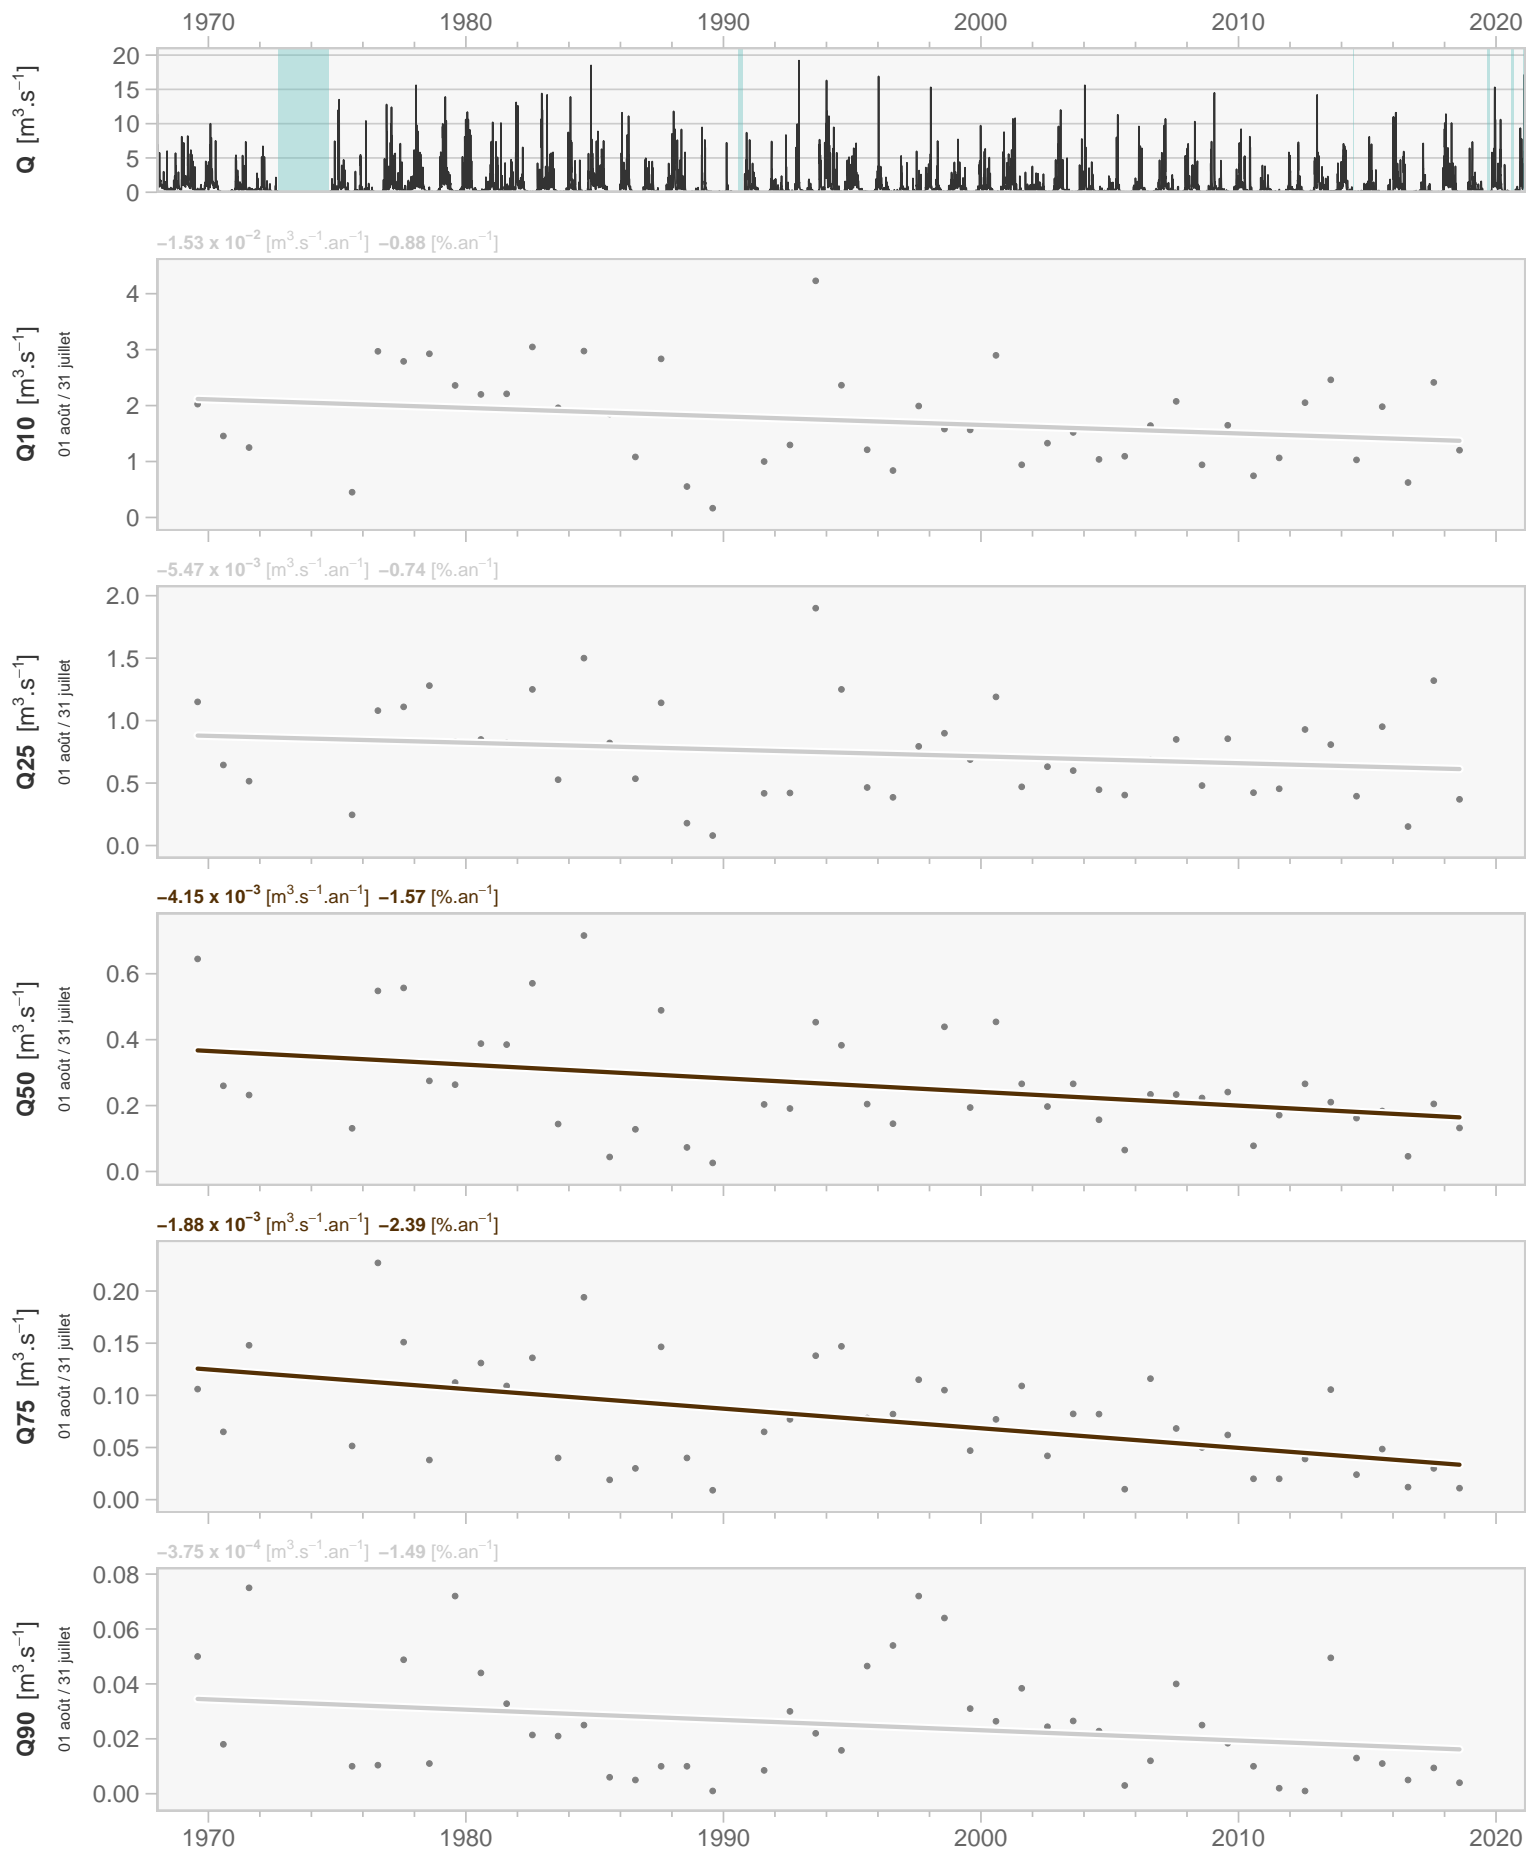 1970 1980 1990 2000 2010 2020
Q [m³.s⁻¹]
20
15
10
5
0
−1.53 x 10⁻² [m³.s⁻¹.an⁻¹] −0.88 [%.an⁻¹]
Q10 [m³.s⁻¹]
01 août / 31 juillet
4
3
2
1
0
−5.47 x 10⁻³ [m³.s⁻¹.an⁻¹] −0.74 [%.an⁻¹]
Q25 [m³.s⁻¹]
01 août / 31 juillet
2.0
1.5
1.0
0.5
0.0
−4.15 x 10⁻³ [m³.s⁻¹.an⁻¹] −1.57 [%.an⁻¹]
Q50 [m³.s⁻¹]
01 août / 31 juillet
0.6
0.4
0.2
0.0
−1.88 x 10⁻³ [m³.s⁻¹.an⁻¹] −2.39 [%.an⁻¹]
Q75 [m³.s⁻¹]
01 août / 31 juillet
0.20
0.15
0.10
0.05
0.00
−3.75 x 10⁻⁴ [m³.s⁻¹.an⁻¹] −1.49 [%.an⁻¹]
Q90 [m³.s⁻¹]
01 août / 31 juillet
0.08
0.06
0.04
0.02
0.00
1970 1980 1990 2000 2010 2020